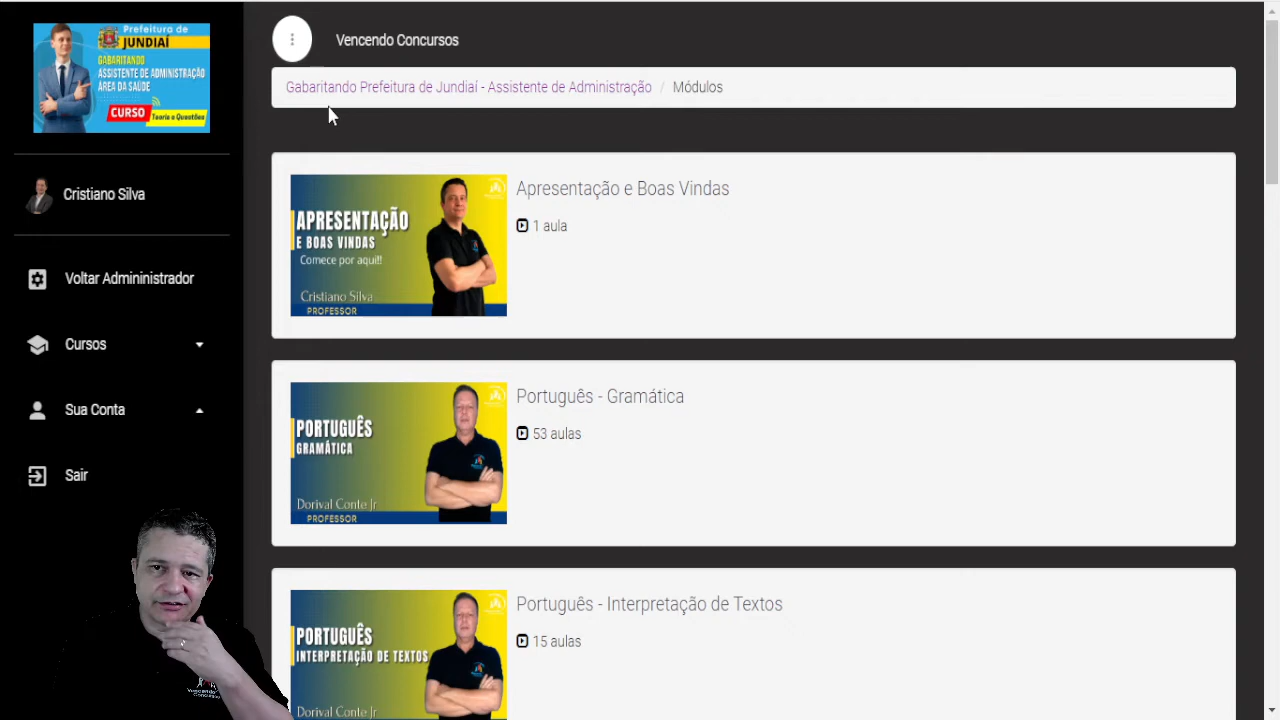 Prefeitura de
JUNDIAÍ
GABARITANDO
ASSISTENTE DE ADMINISTRAÇÃO
ÁREA DA SAÚDE
CURSO
Teoria e Questões
Cristiano Silva
Voltar Admininistrador
Cursos
Sua Conta
Sair
Vencendo Concursos
Gabaritando Prefeitura de Jundiaí - Assistente de Administração / Módulos
APRESENTAÇÃO
E BOAS VINDAS
Comece por aqui!!
Cristiano Silva
PROFESSOR
Apresentação e Boas Vindas
1 aula
PORTUGUÊS
GRAMÁTICA
Dorival Conte Jr
PROFESSOR
Português - Gramática
53 aulas
PORTUGUÊS
INTERPRETAÇÃO DE TEXTOS
Dorival Conte Jr
Português - Interpretação de Textos
15 aulas
Vencendo
Concursos